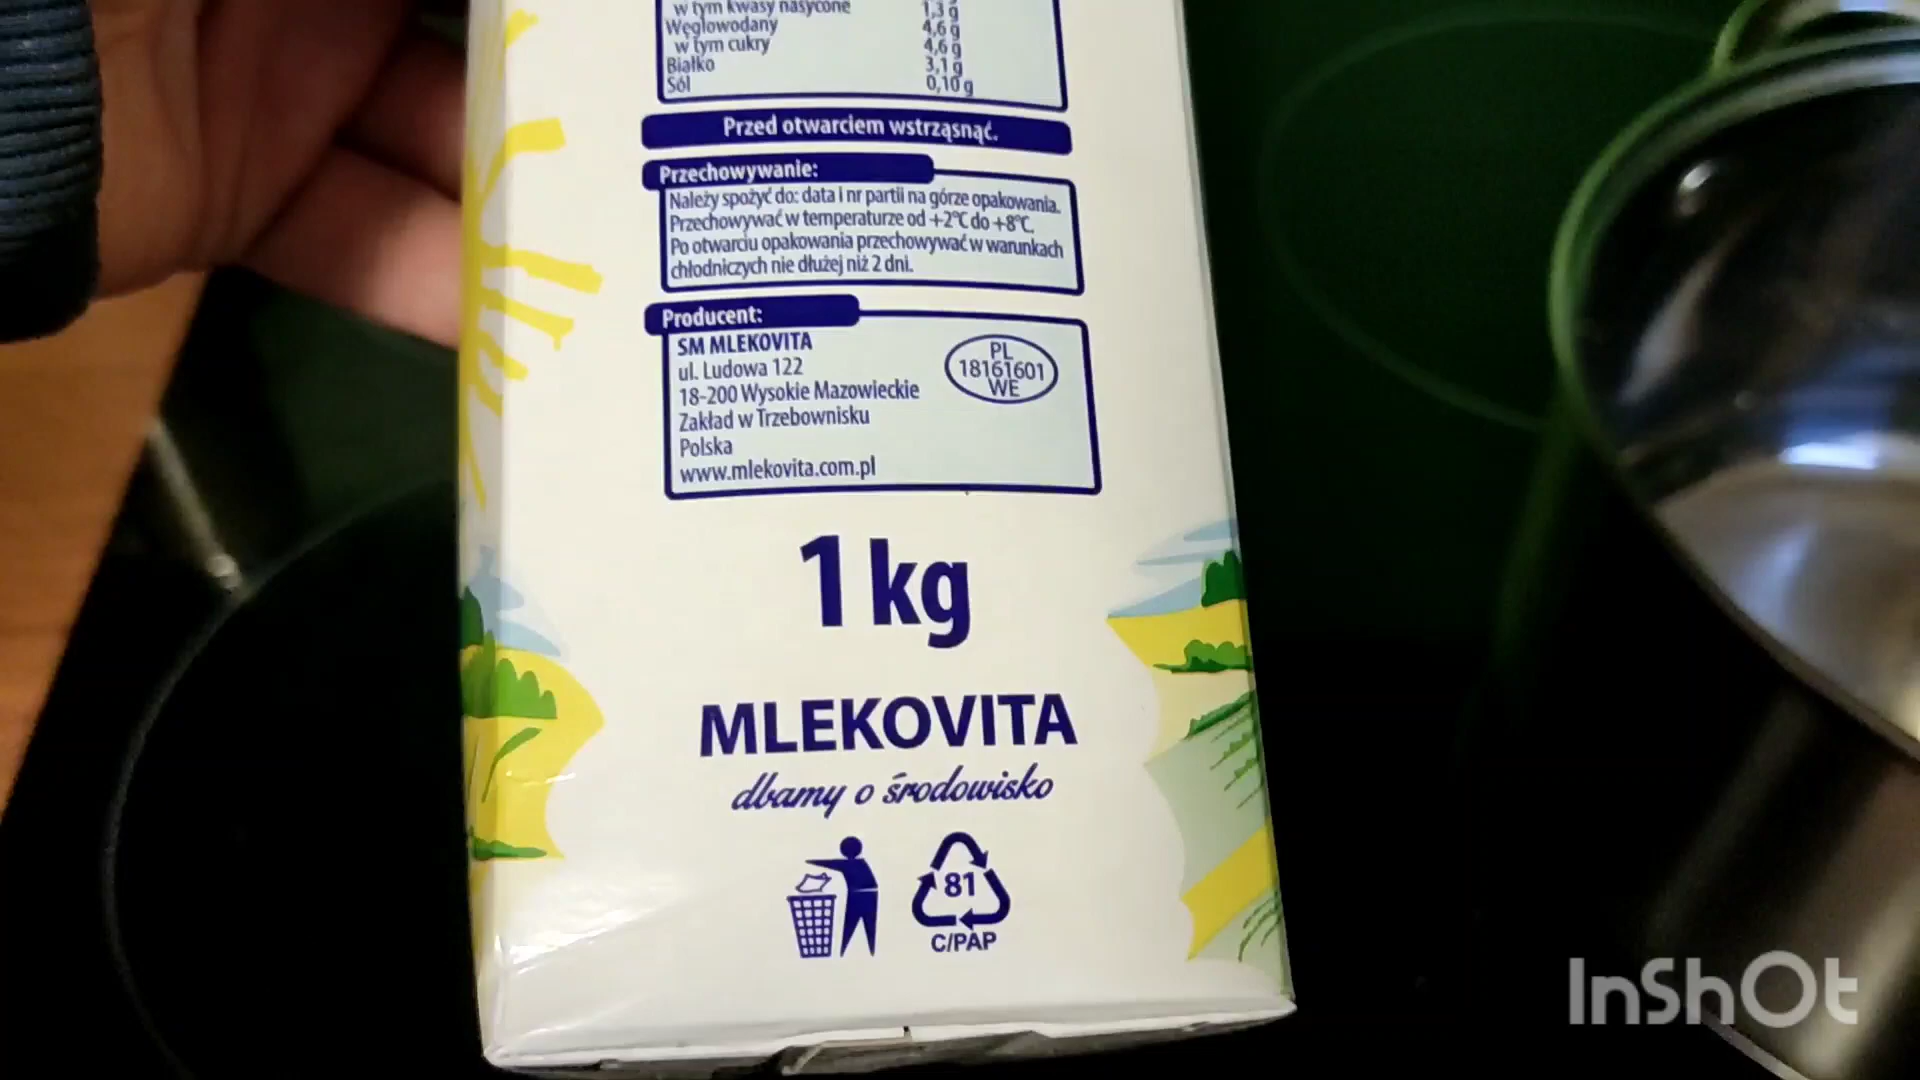 w tym kwasy nasycone 1,3 g
Węglowodany 4,6 g
w tym cukry 4,6 g
Białko 3,1 g
Sól 0,10 g
Przed otwarciem wstrząsnąć.
Przechowywanie:
Należy spożyć do: data i nr partii na górze opakowania.
Przechowywać w temperaturze od +2°C do +8°C.
Po otwarciu opakowania przechowywać w warunkach
chłodniczych nie dłużej niż 2 dni.
Producent:
SM MLEKOVITA
ul. Ludowa 122
18-200 Wysokie Mazowieckie
Zakład w Trzebownisku
Polska
www.mlekovita.com.pl
PL
18161601
WE
1 kg
MLEKOVITA
dbamy o środowisko
81
C/PAP
InShOt